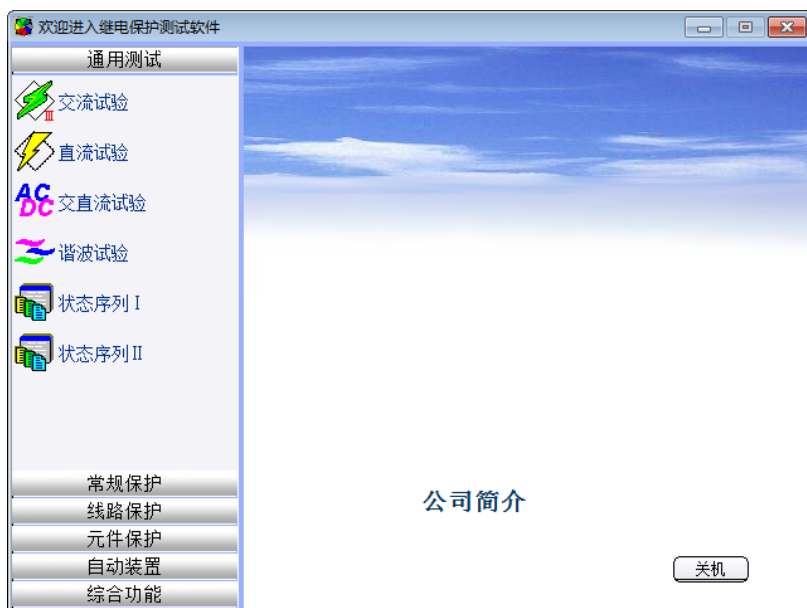 欢迎进入继电保护测试软件
通用测试
交流试验
直流试验
AC
DC
交直流试验
谐波试验
状态序列 I
状态序列 II
常规保护
线路保护
元件保护
自动装置
综合功能
公司简介
关机